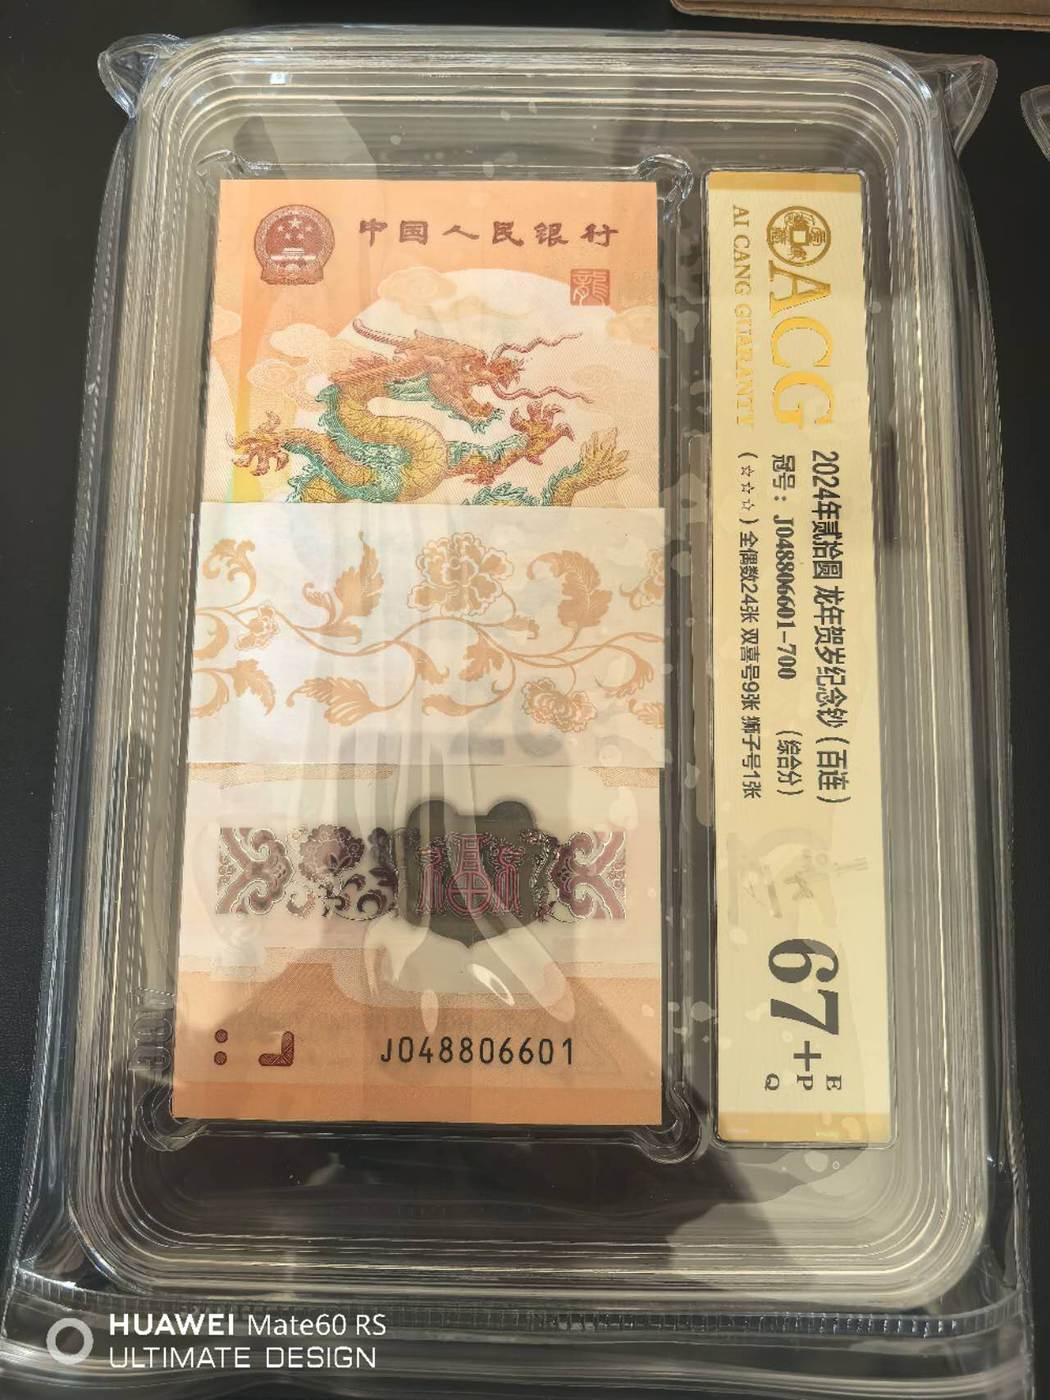 中国人民银行
龍
福
J048806601
ACG
AI CANG GUARANTY
2024年贰拾圆 龙年贺岁纪念钞（百连）
冠号：J048806601-700 （综合分）
（☆☆☆）全偶数24张 双喜号9张 狮子号1张
67+
E
P
Q
HUAWEI Mate60 RS
ULTIMATE DESIGN